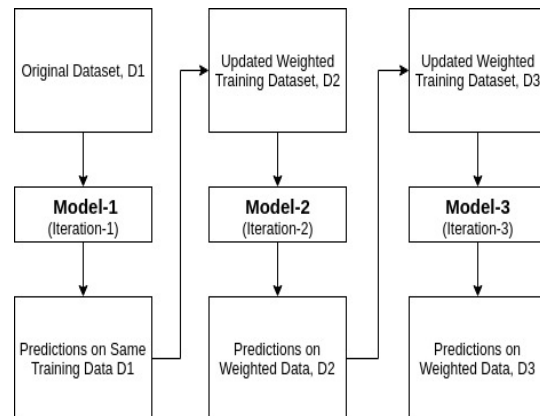 Original Dataset, D1
Updated Weighted
Training Dataset, D2
Updated Weighted
Training Dataset, D3
Model-1
(Iteration-1)
Model-2
(Iteration-2)
Model-3
(Iteration-3)
Predictions on Same
Training Data D1
Predictions on
Weighted Data, D2
Predictions on
Weighted Data, D3